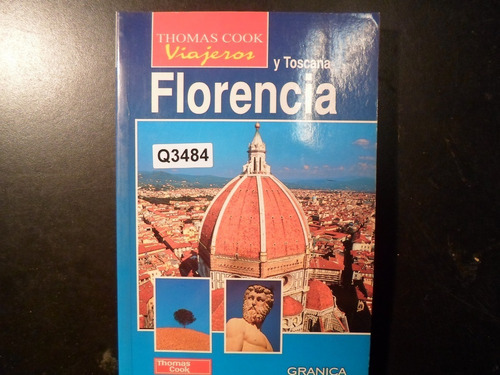 THOMAS COOK
Viajeros
y Toscana
Florencia
Q3484
Thomas
Cook
GRANICA